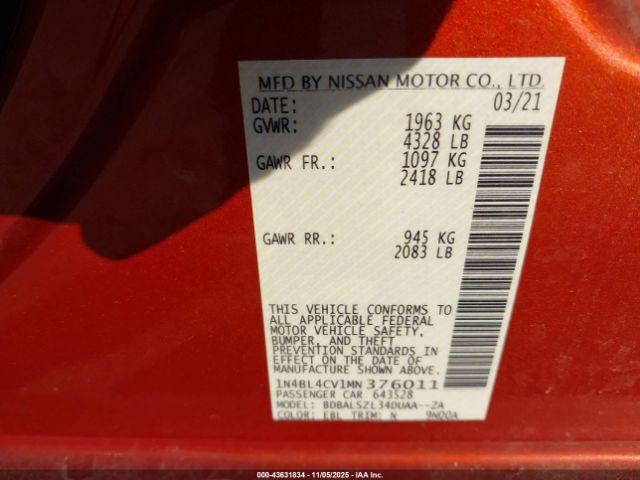 MFD BY NISSAN MOTOR CO., LTD.
DATE: 03/21
GVWR: 1963 KG
4328 LB
GAWR FR.: 1097 KG
2418 LB
GAWR RR.: 945 KG
2083 LB
THIS VEHICLE CONFORMS TO
ALL APPLICABLE FEDERAL
MOTOR VEHICLE SAFETY,
BUMPER, AND THEFT
PREVENTION STANDARDS IN
EFFECT ON THE DATE OF
MANUFACTURE SHOWN ABOVE.
1N4BL4CV1MN376011
PASSENGER CAR 643528
MODEL: BDBALSZL34DUAA--ZA
COLOR: EBL TRIM: N 9N00A
000-43631834 - 11/05/2025 - IAA Inc.